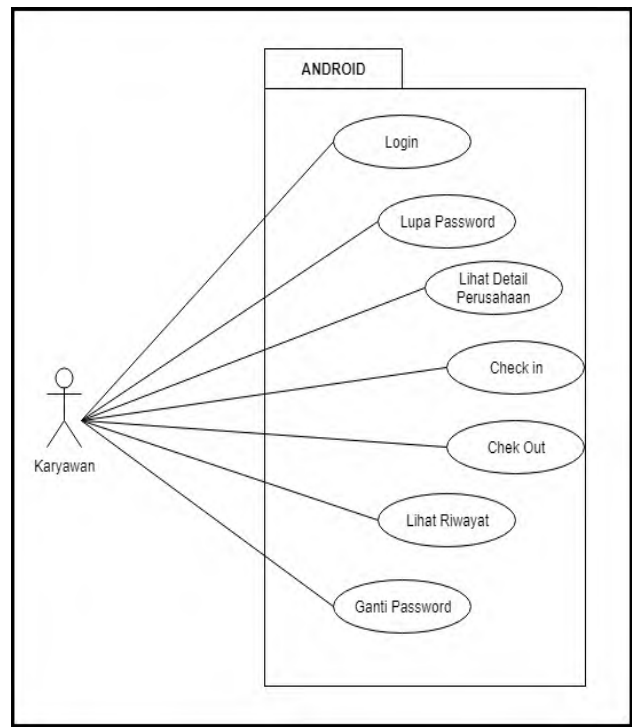 ANDROID
Login
Lupa Password
Lihat Detail
Perusahaan
Check in
Karyawan
Chek Out
Lihat Riwayat
Ganti Password